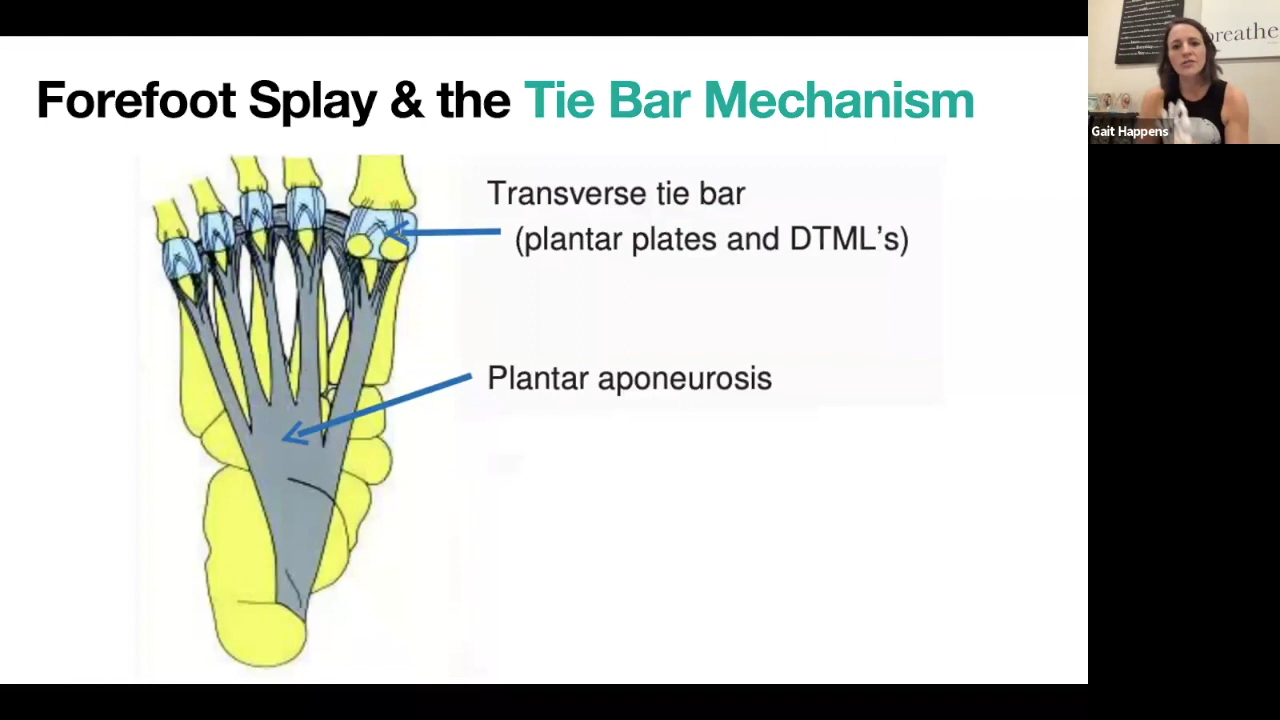 Forefoot Splay & the Tie Bar Mechanism
Transverse tie bar
(plantar plates and DTML’s)
Plantar aponeurosis
breathe
Gait Happens